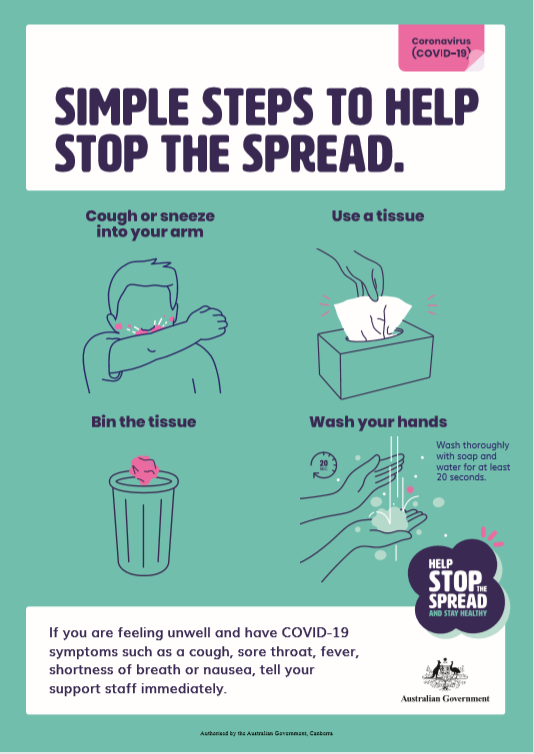 Coronavirus
(COVID-19)
SIMPLE STEPS TO HELP
STOP THE SPREAD.
Cough or sneeze
into your arm
Use a tissue
Bin the tissue
Wash your hands
20
SEC
Wash thoroughly
with soap and
water for at least
20 seconds.
HELP
STOP THE
SPREAD
AND STAY HEALTHY
If you are feeling unwell and have COVID-19
symptoms such as a cough, sore throat, fever,
shortness of breath or nausea, tell your
support staff immediately.
Australian Government
Authorised by the Australian Government, Canberra